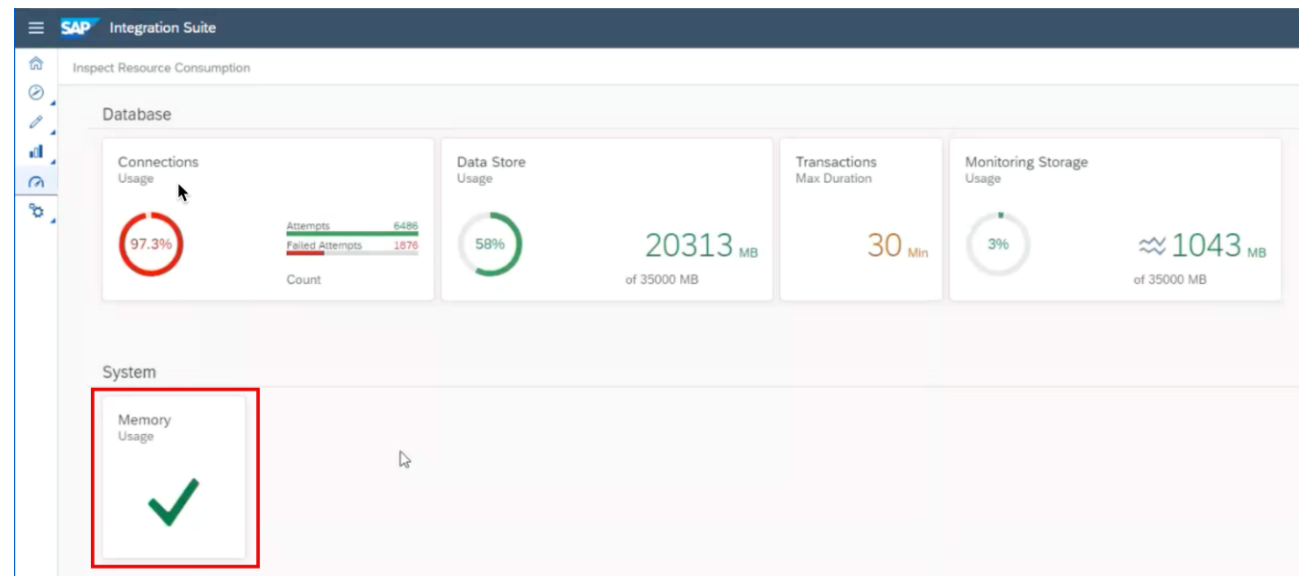 SAP Integration Suite
Inspect Resource Consumption
Database
Connections
Usage
97.3%
Attempts 6486
Failed Attempts 1876
Count
Data Store
Usage
58%
20313 MB
of 35000 MB
Transactions
Max Duration
30 Min
Monitoring Storage
Usage
3%
1043 MB
of 35000 MB
System
Memory
Usage